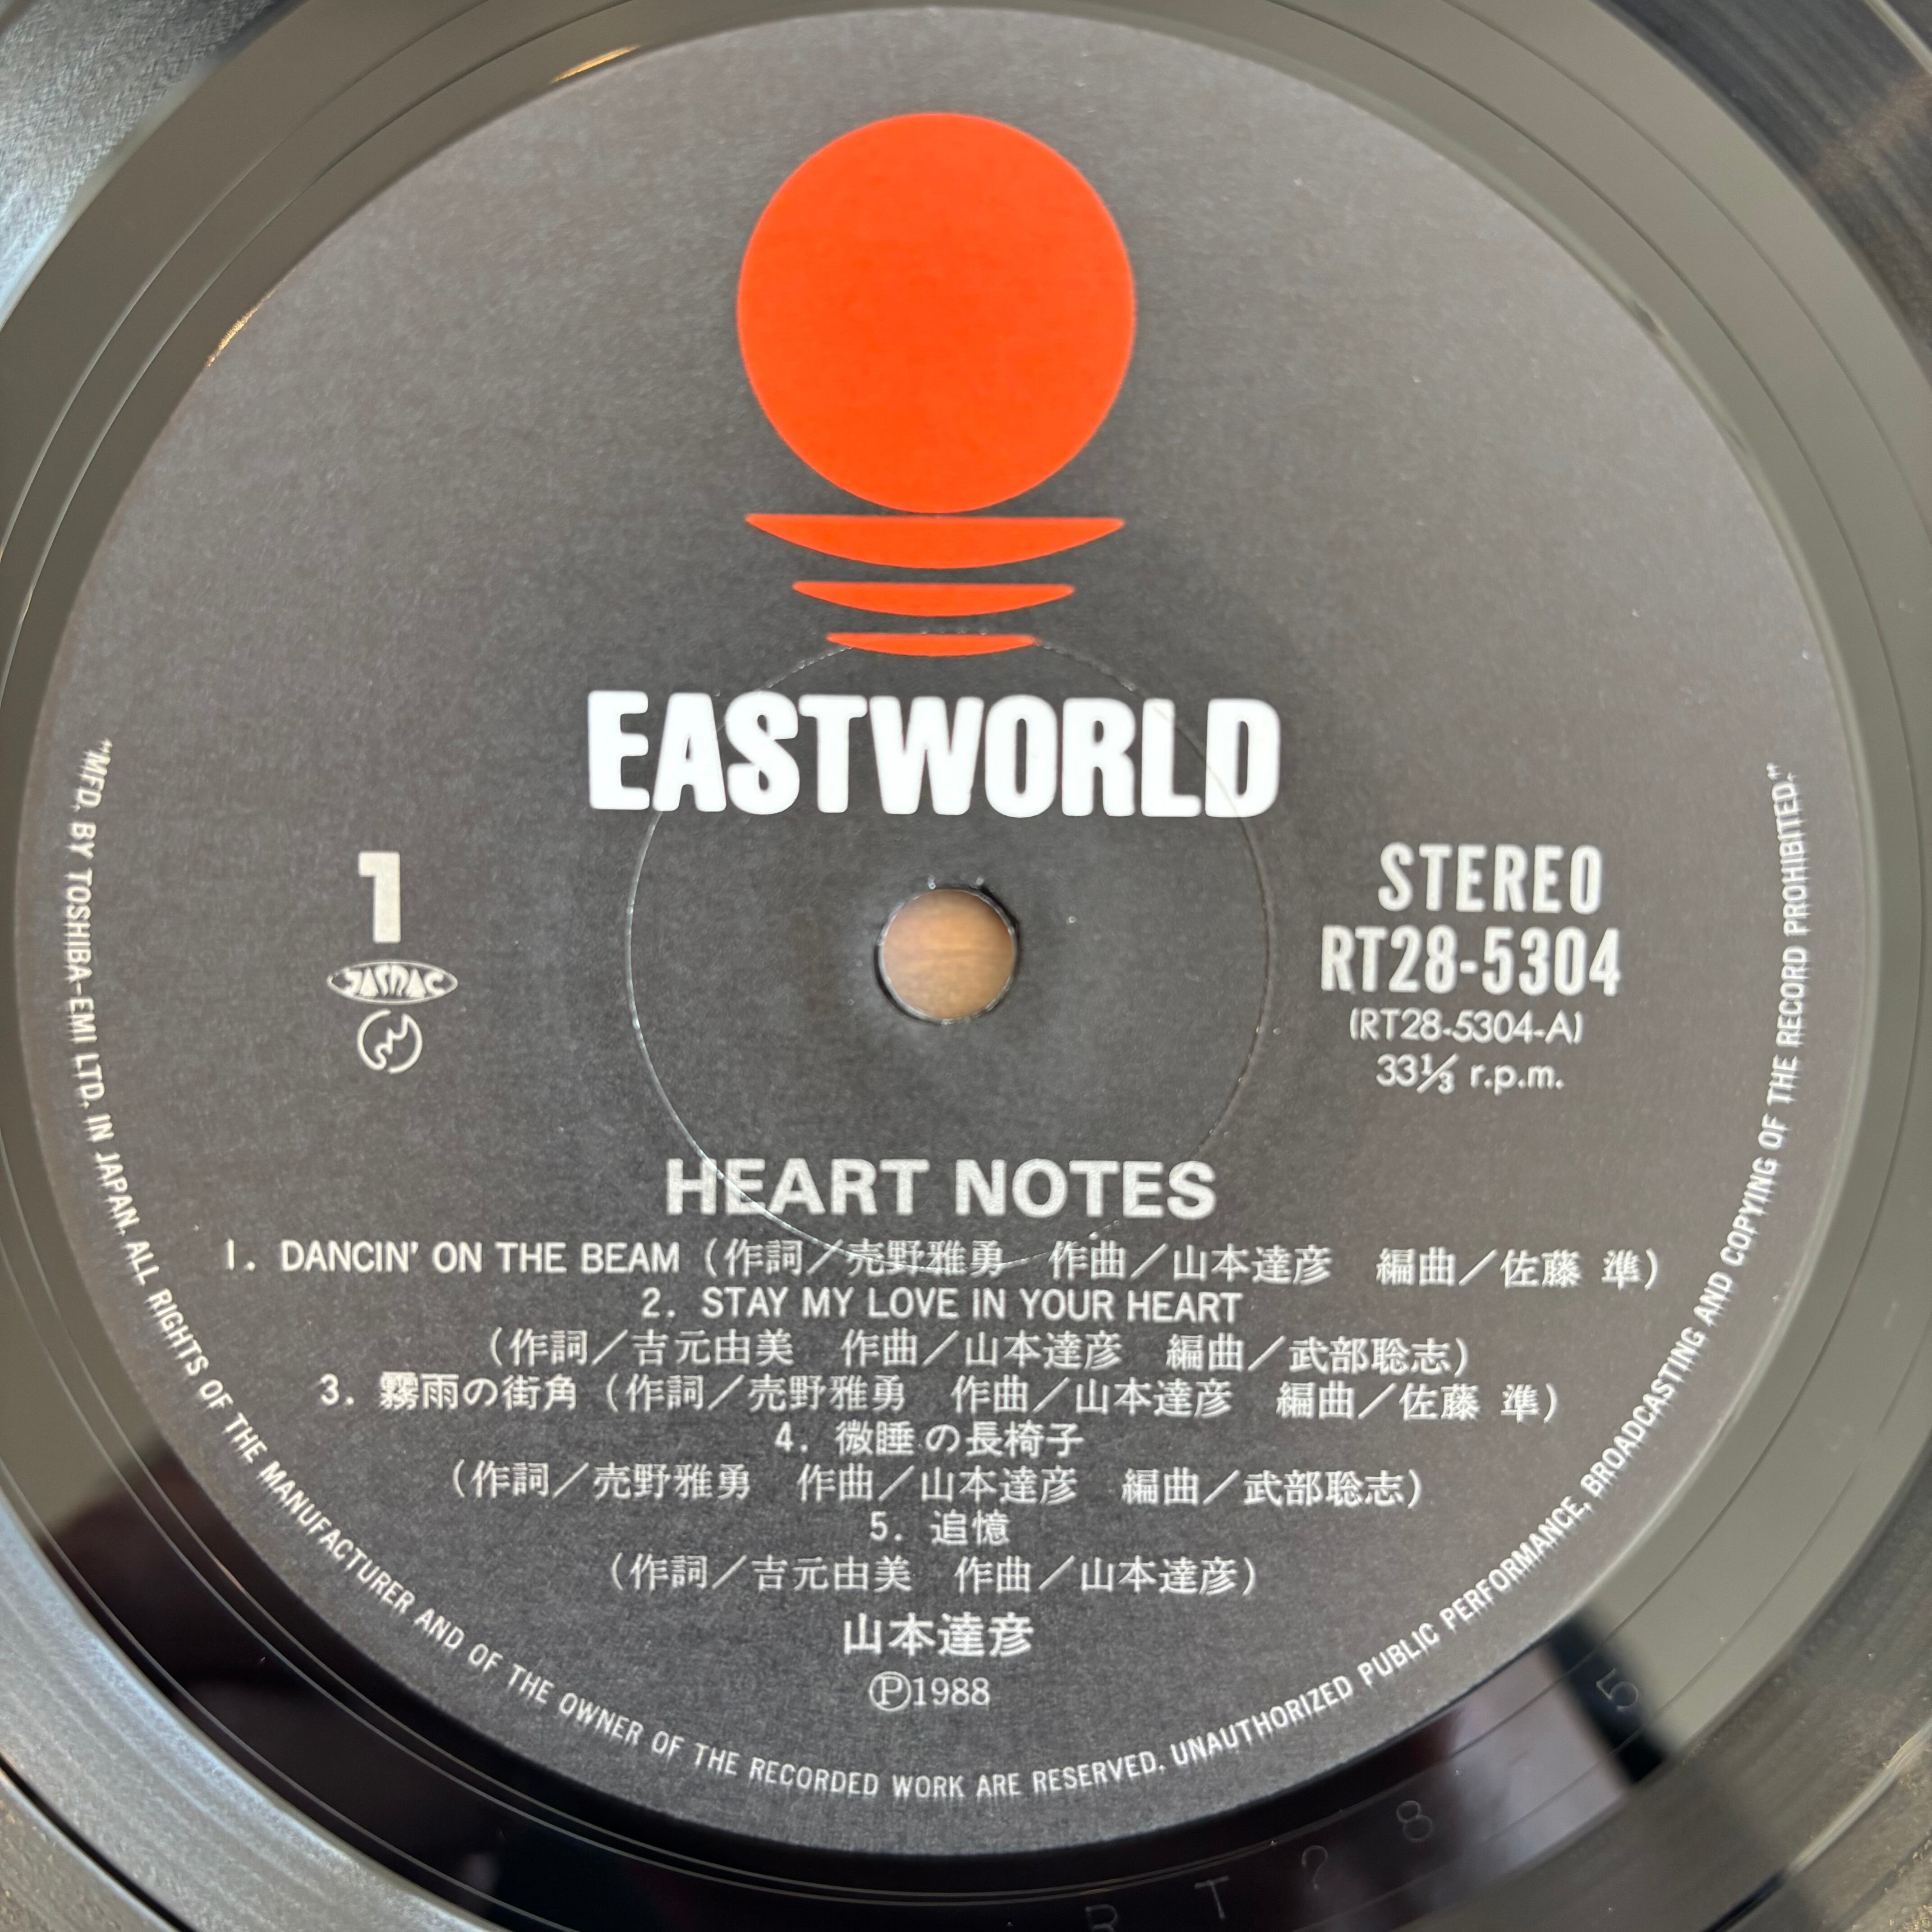 EASTWORLD
1
JASRAC
STEREO
RT28-5304
(RT28-5304-A)
33⅓ r.p.m.
HEART NOTES
1. DANCIN' ON THE BEAM (作詞／売野雅勇　作曲／山本達彦　編曲／佐藤 準)
2. STAY MY LOVE IN YOUR HEART
(作詞／吉元由美　作曲／山本達彦　編曲／武部聡志)
3. 霧雨の街角 (作詞／売野雅勇　作曲／山本達彦　編曲／佐藤 準)
4. 微睡の長椅子
(作詞／売野雅勇　作曲／山本達彦　編曲／武部聡志)
5. 追憶
(作詞／吉元由美　作曲／山本達彦)
山本達彦
Ⓟ1988
"MFD. BY TOSHIBA-EMI LTD. IN JAPAN. ALL RIGHTS OF THE MANUFACTURER AND OF THE OWNER OF THE RECORDED WORK ARE RESERVED. UNAUTHORIZED PUBLIC PERFORMANCE, BROADCASTING AND COPYING OF THE RECORD PROHIBITED."
R T 2 8 5